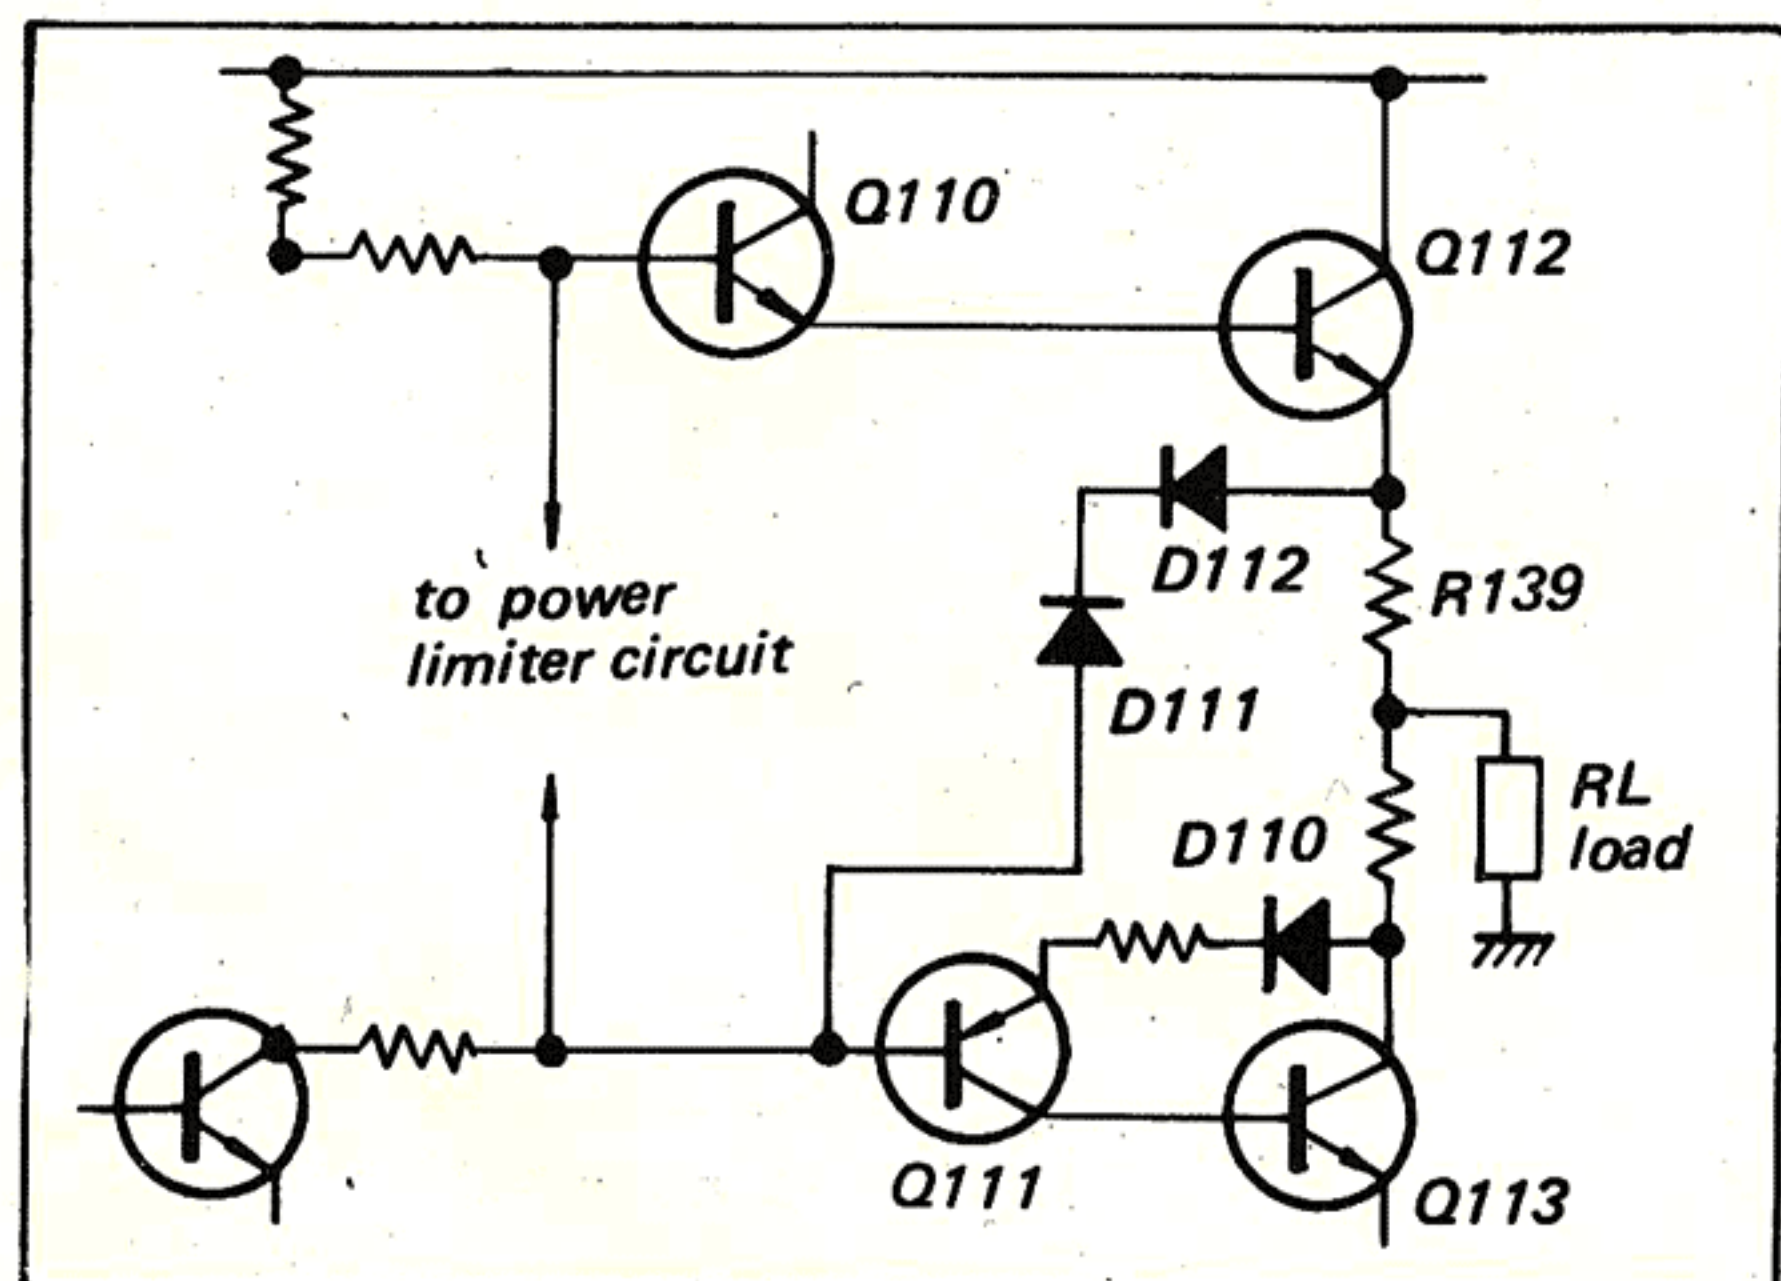 Q110
Q112
D112
R139
to power
limiter circuit
D111
RL
load
D110
Q111
Q113